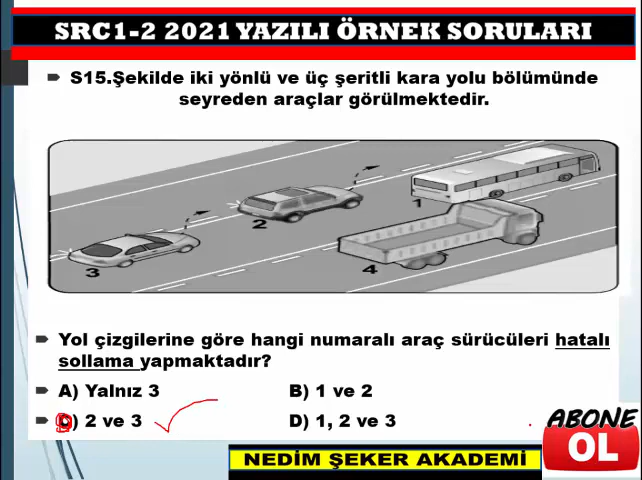 SRC1-2 2021 YAZILI ÖRNEK SORULARI
S15.Şekilde iki yönlü ve üç şeritli kara yolu bölümünde
seyreden araçlar görülmektedir.
1
2
3
4
Yol çizgilerine göre hangi numaralı araç sürücüleri hatalı
sollama yapmaktadır?
A) Yalnız 3
B) 1 ve 2
C) 2 ve 3
D) 1, 2 ve 3
ABONE
OL
NEDİM ŞEKER AKADEMİ